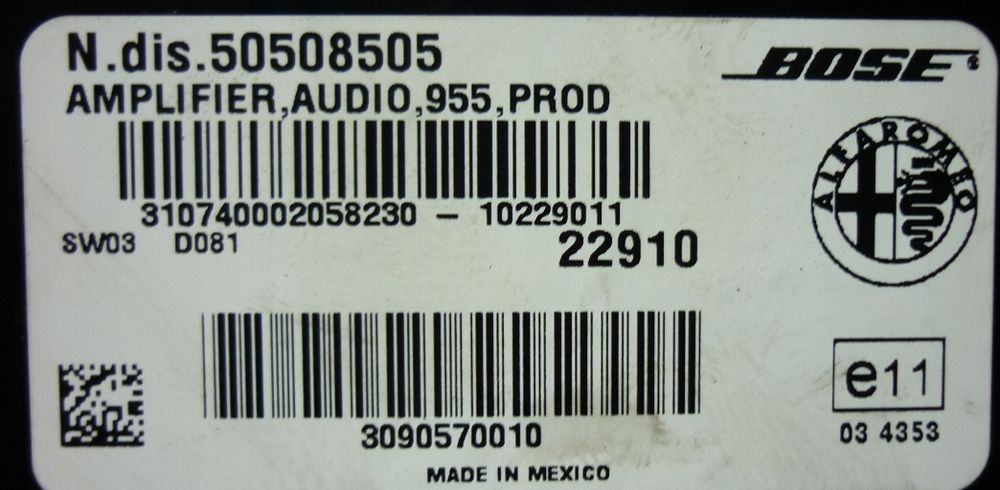 N.dis.50508505
BOSE®
AMPLIFIER,AUDIO,955,PROD
ALFA ROMEO
310740002058230 – 10229011
SW03 D081
22910
e11
3090570010
03 4353
MADE IN MEXICO